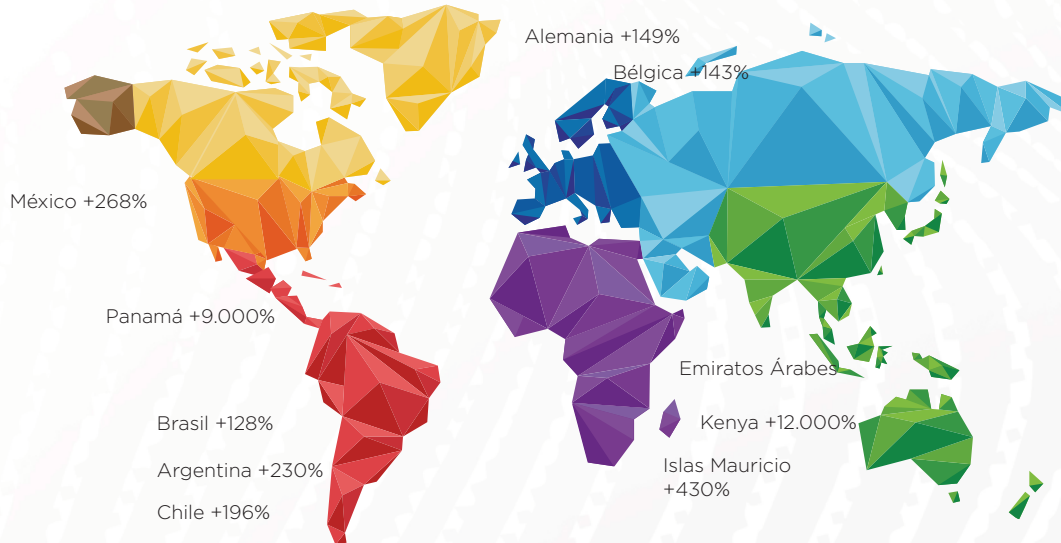 Alemania +149%
Bélgica +143%
México +268%
Panamá +9.000%
Emiratos Árabes
Brasil +128%
Kenya +12.000%
Argentina +230%
Islas Mauricio
+430%
Chile +196%